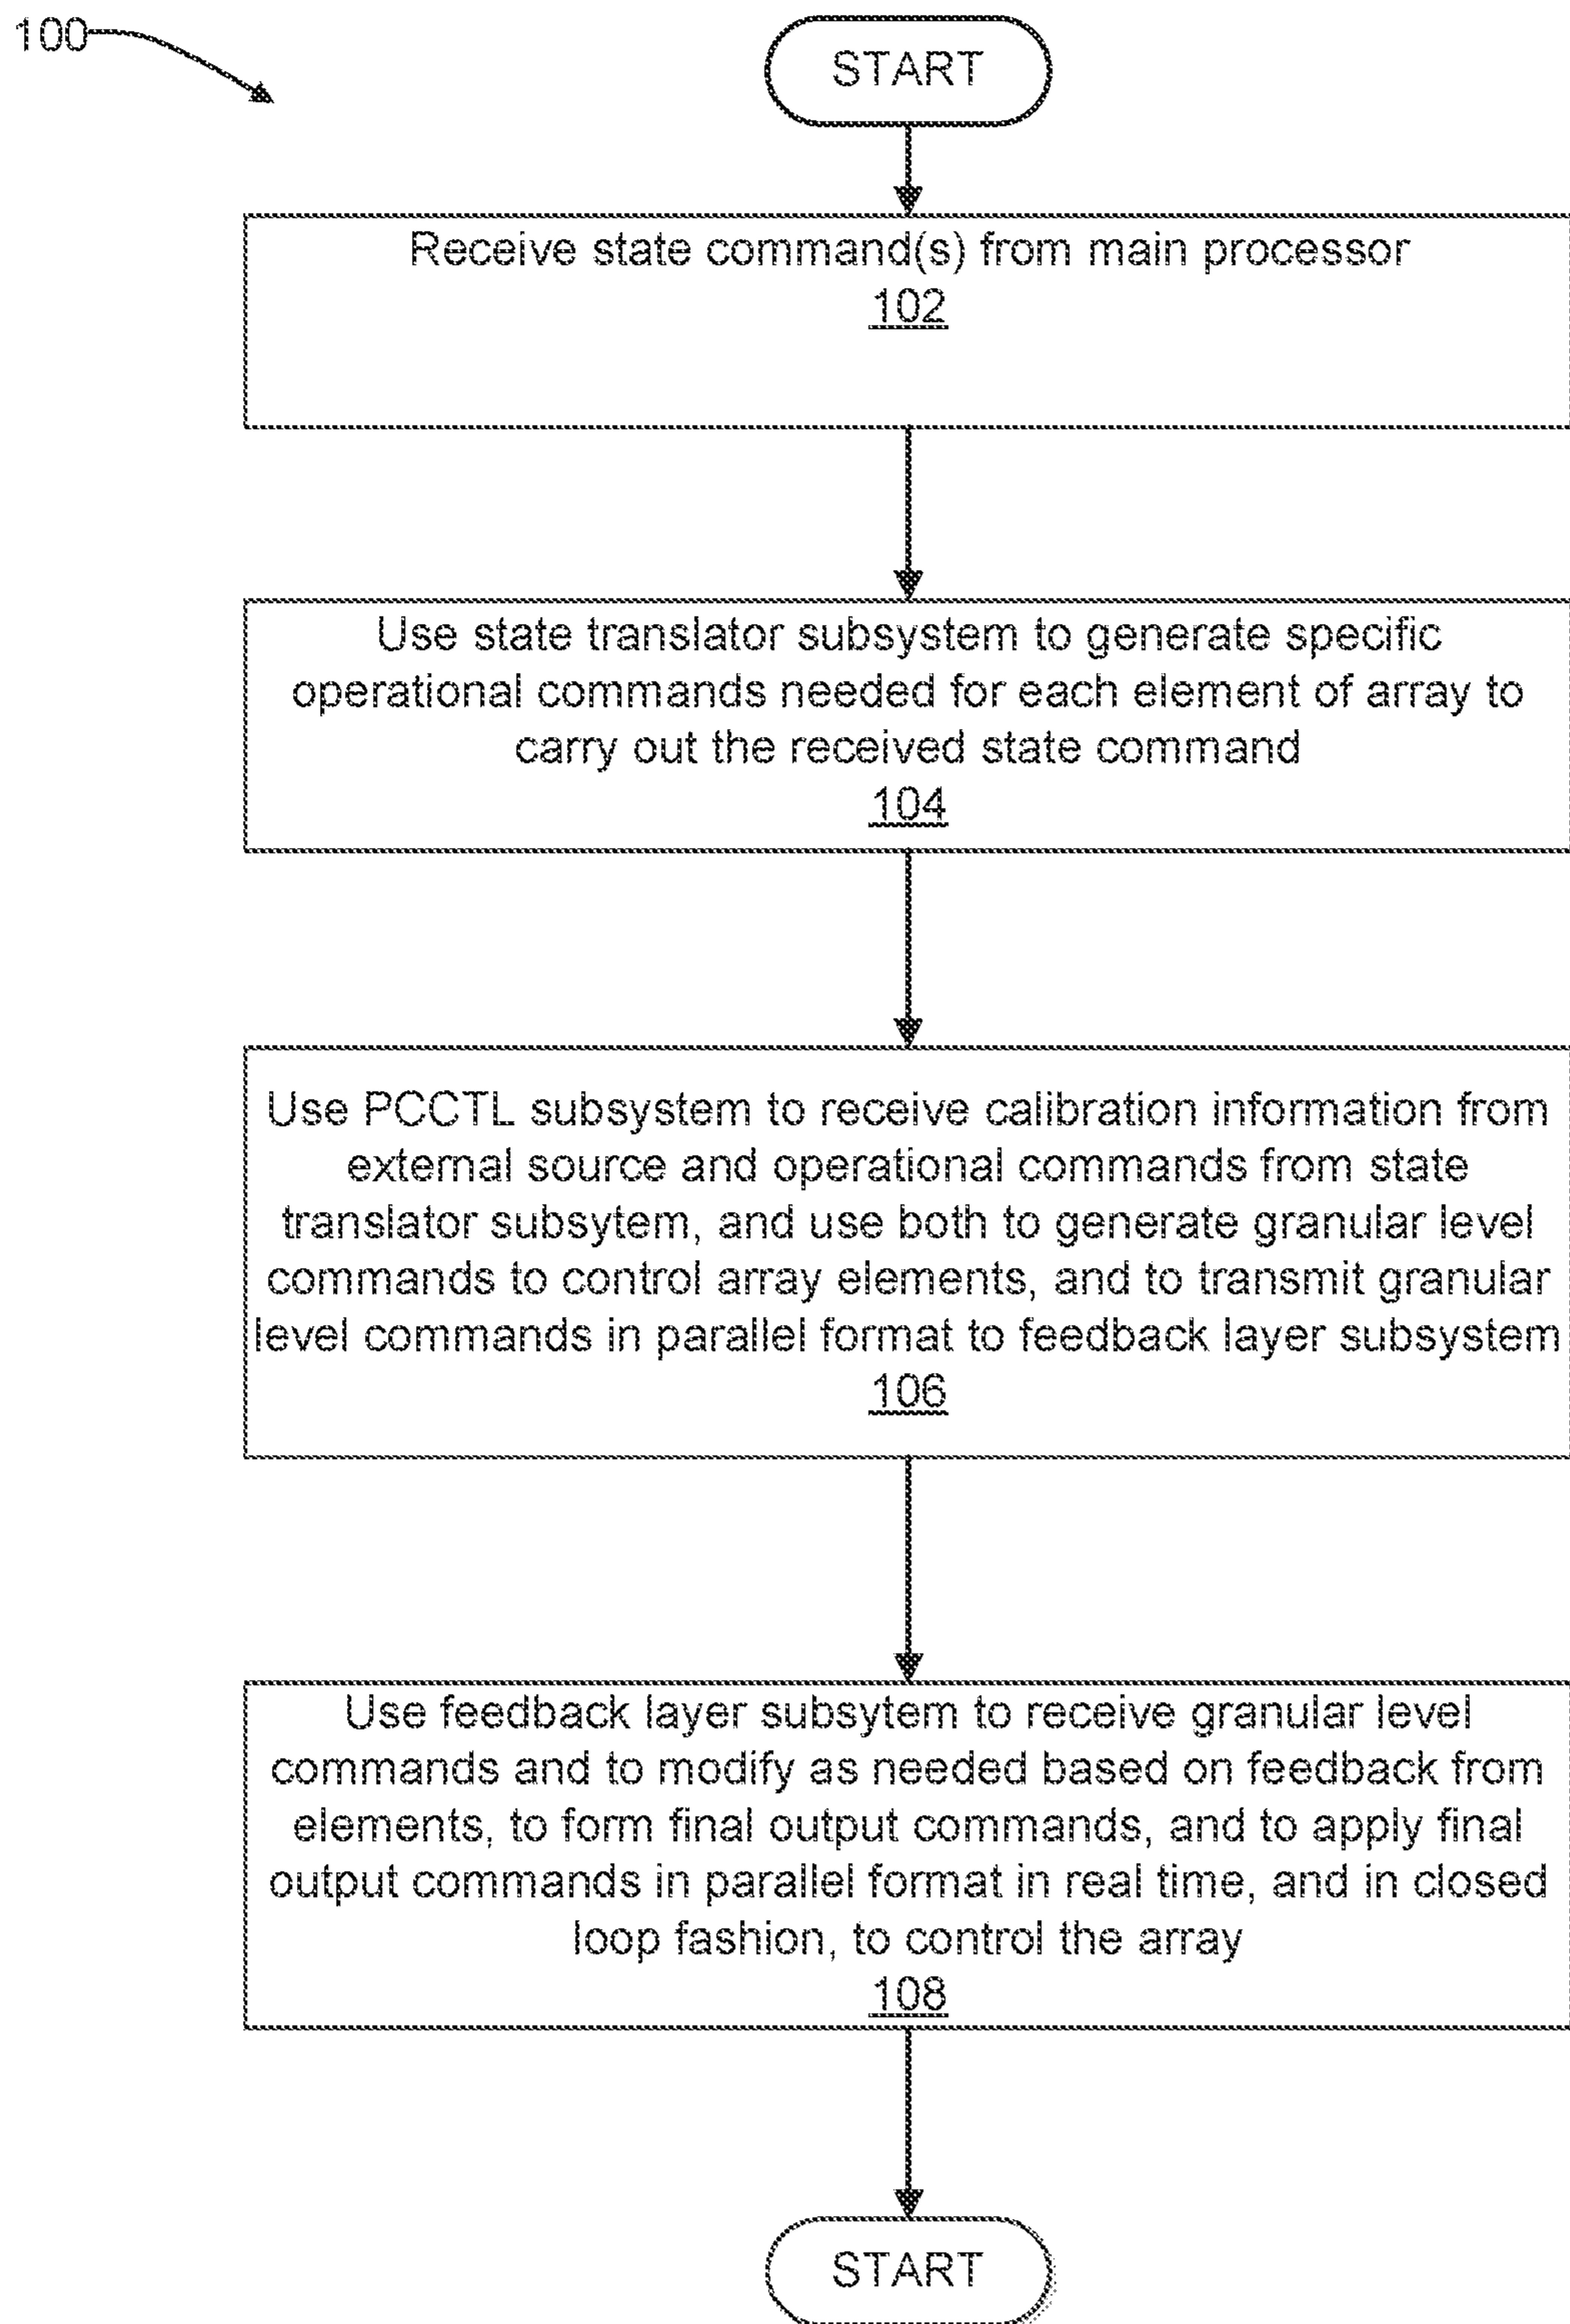 100
START
Receive state command(s) from main processor
102
Use state translator subsystem to generate specific
operational commands needed for each element of array to
carry out the received state command
104
Use PCCTL subsystem to receive calibration information from
external source and operational commands from state
translator subsytem, and use both to generate granular level
commands to control array elements, and to transmit granular
level commands in parallel format to feedback layer subsystem
106
Use feedback layer subsytem to receive granular level
commands and to modify as needed based on feedback from
elements, to form final output commands, and to apply final
output commands in parallel format in real time, and in closed
loop fashion, to control the array
108
START